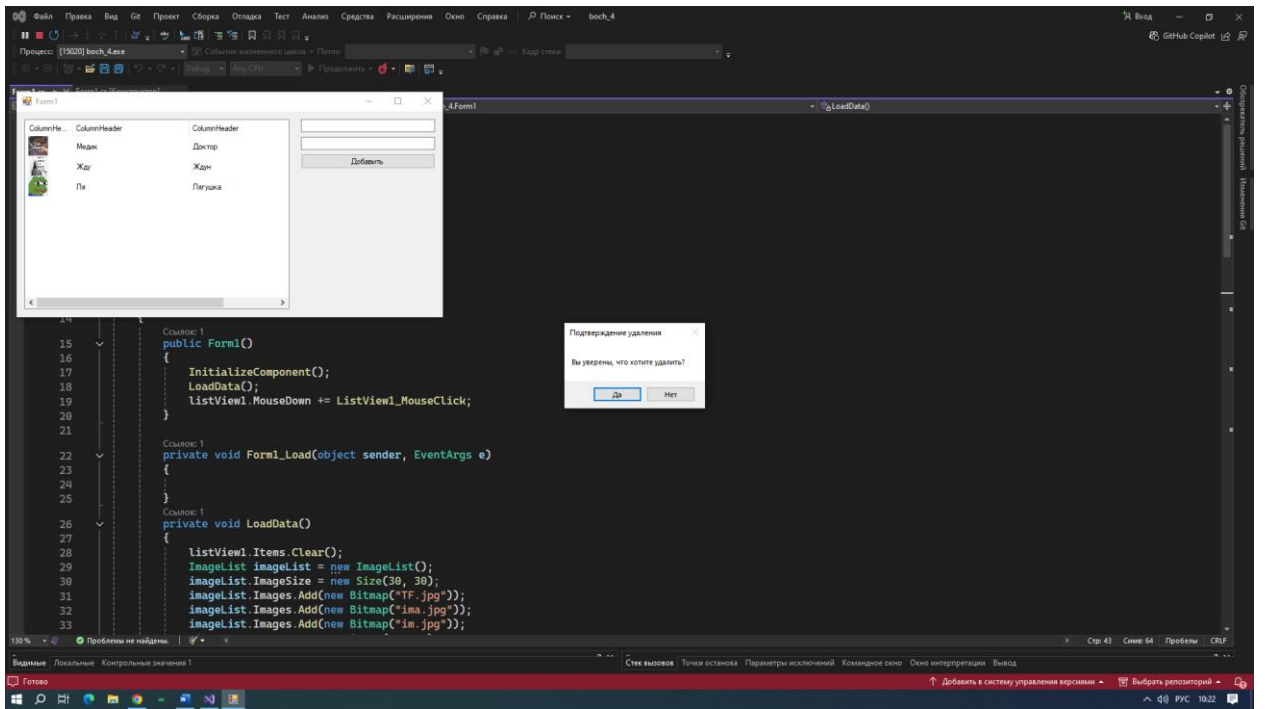 Файл Правка Вид Git Проект Сборка Отладка Тест Анализ Средства Расширения Окно Справка Поиск boch_4 Вход
GitHub Copilot
Процесс: [15020] boch_4.exe События жизненного цикла Поток: Кадр стека:
Debug Any CPU Продолжить
Form1.cs [Конструктор]
Form1
_4.Form1 LoadData()
ColumnHe... ColumnHeader ColumnHeader
Медик Доктор
Жду Ждун
Ля Лягушка
Добавить
Обозреватель решений Изменения Git
14 {
Ссылок: 1
15 public Form1()
16 {
17 InitializeComponent();
18 LoadData();
19 listView1.MouseDown += ListView1_MouseClick;
20 }
21
Ссылок: 1
22 private void Form1_Load(object sender, EventArgs e)
23 {
24
25 }
Ссылок: 1
26 private void LoadData()
27 {
28 listView1.Items.Clear();
29 ImageList imageList = new ImageList();
30 imageList.ImageSize = new Size(30, 30);
31 imageList.Images.Add(new Bitmap("TF.jpg"));
32 imageList.Images.Add(new Bitmap("ima.jpg"));
33 imageList.Images.Add(new Bitmap("im.jpg"));
Подтверждение удаления
Вы уверены, что хотите удалить?
Да Нет
130 % Проблемы не найдены. Стр: 43 Симв: 64 Пробелы CRLF
Видимые Локальные Контрольные значения 1 Стек вызовов Точки останова Параметры исключений Командное окно Окно интерпретации Вывод
Готово Добавить в систему управления версиями Выбрать репозиторий
РУС 10:22